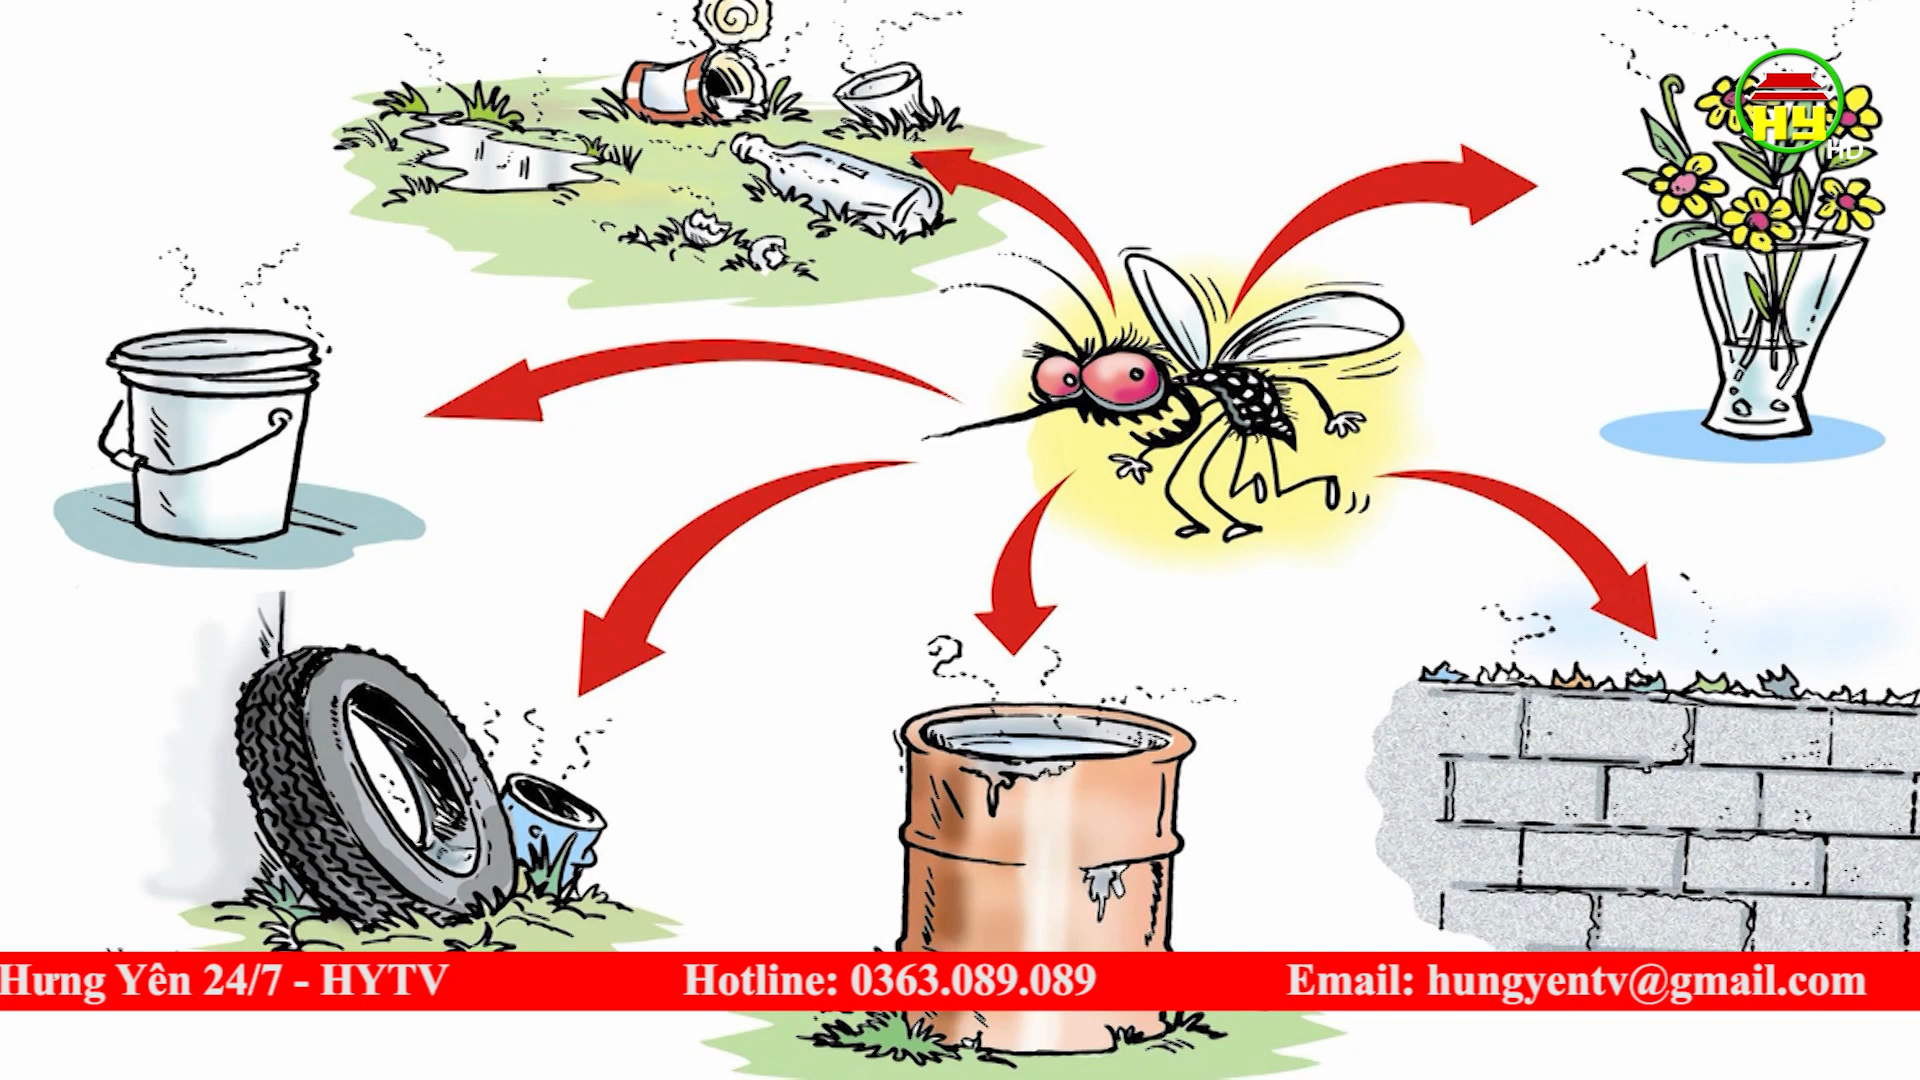 HY
HD
Hưng Yên 24/7 - HYTV
Hotline: 0363.089.089
Email: hungyentv@gmail.com